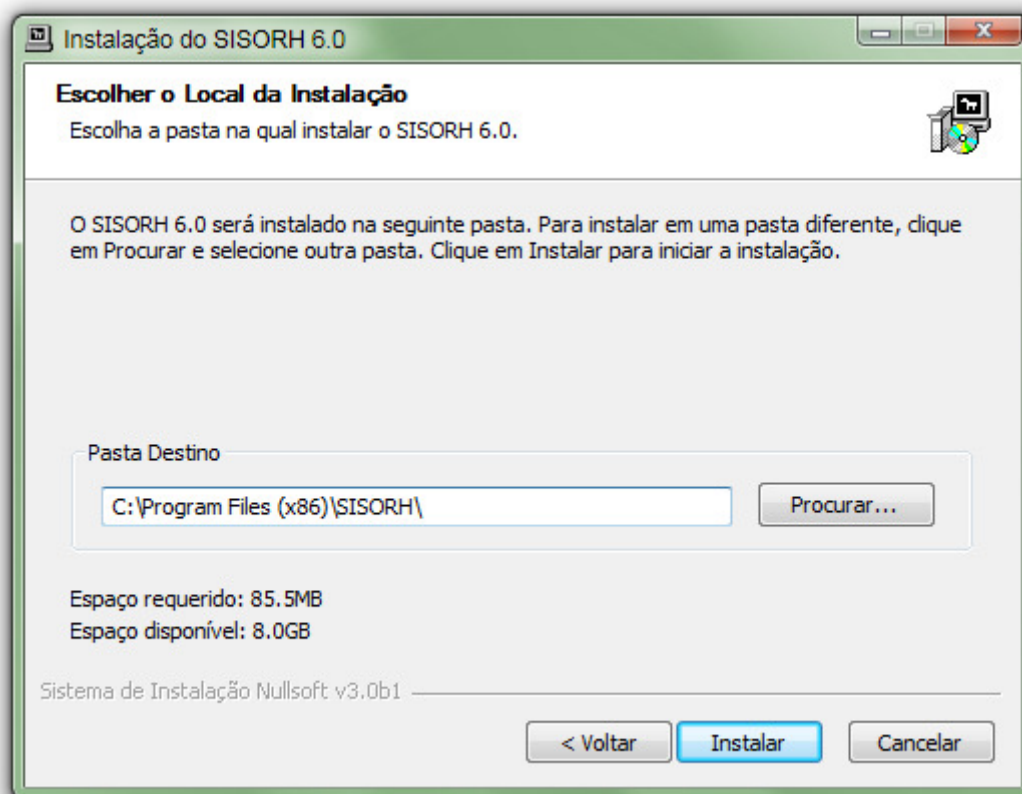 Instalação do SISORH 6.0
Escolher o Local da Instalação
Escolha a pasta na qual instalar o SISORH 6.0.
O SISORH 6.0 será instalado na seguinte pasta. Para instalar em uma pasta diferente, clique
em Procurar e selecione outra pasta. Clique em Instalar para iniciar a instalação.
Pasta Destino
C:\Program Files (x86)\SISORH\
Procurar...
Espaço requerido: 85.5MB
Espaço disponível: 8.0GB
Sistema de Instalação Nullsoft v3.0b1
< Voltar
Instalar
Cancelar